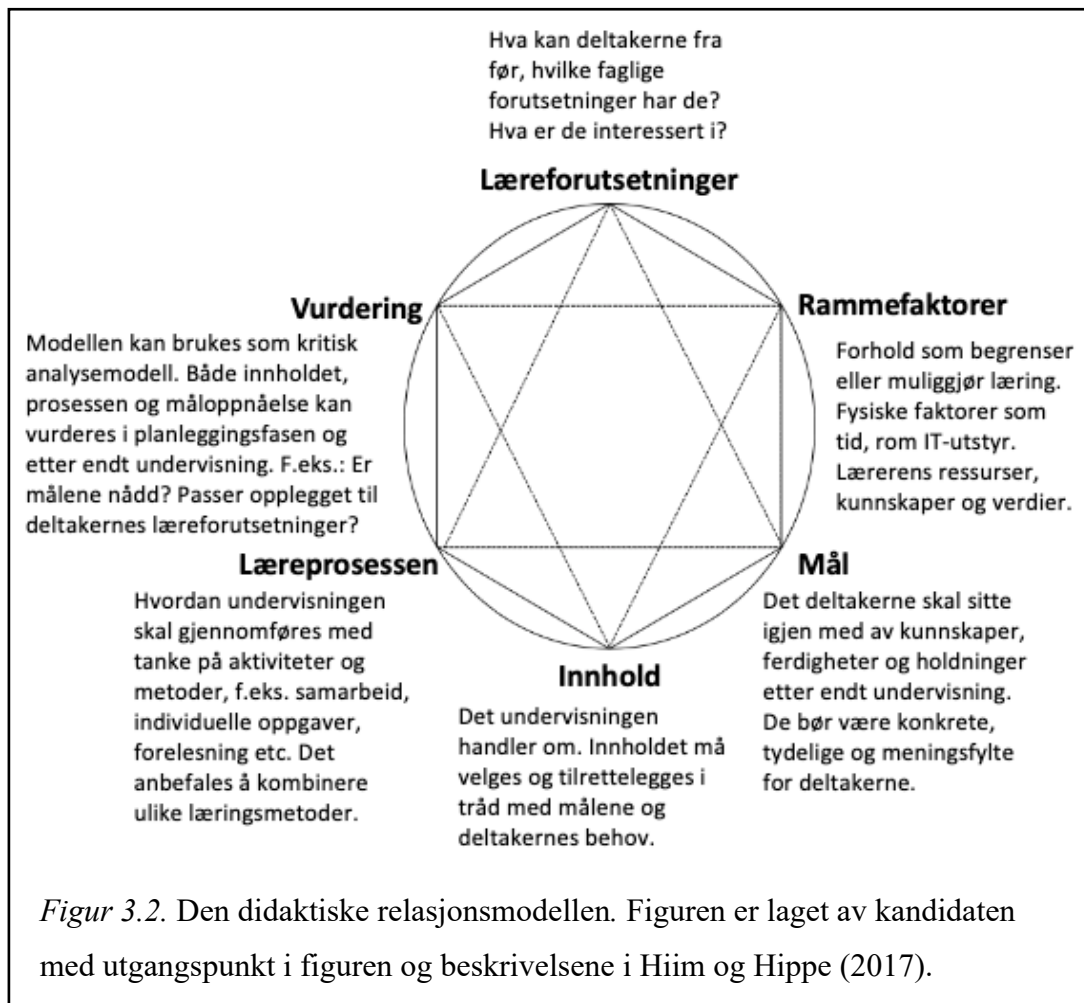 Hva kan deltakerne fra
før, hvilke faglige
forutsetninger har de?
Hva er de interessert i?
Læreforutsetninger
Vurdering
Modellen kan brukes som kritisk
analysemodell. Både innholdet,
prosessen og måloppnåelse kan
vurderes i planleggingsfasen og
etter endt undervisning. F.eks.: Er
målene nådd? Passer opplegget til
deltakernes læreforutsetninger?
Rammefaktorer
Forhold som begrenser
eller muliggjør læring.
Fysiske faktorer som
tid, rom IT-utstyr.
Lærerens ressurser,
kunnskaper og verdier.
Læreprosessen
Hvordan undervisningen
skal gjennomføres med
tanke på aktiviteter og
metoder, f.eks. samarbeid,
individuelle oppgaver,
forelesning etc. Det
anbefales å kombinere
ulike læringsmetoder.
Innhold
Det undervisningen
handler om. Innholdet må
velges og tilrettelegges i
tråd med målene og
deltakernes behov.
Mål
Det deltakerne skal sitte
igjen med av kunnskaper,
ferdigheter og holdninger
etter endt undervisning.
De bør være konkrete,
tydelige og meningsfylte
for deltakerne.
Figur 3.2. Den didaktiske relasjonsmodellen. Figuren er laget av kandidaten
med utgangspunkt i figuren og beskrivelsene i Hiim og Hippe (2017).